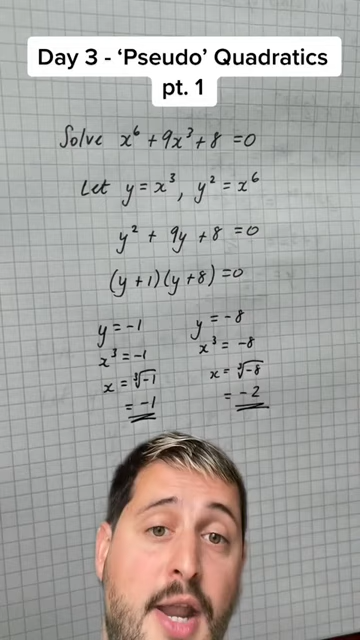 Day 3 - ‘Pseudo’ Quadratics
pt. 1
Solve x⁶ + 9x³ + 8 = 0
Let y = x³, y² = x⁶
y² + 9y + 8 = 0
(y + 1)(y + 8) = 0
y = -1
x³ = -1
x = ∛-1
= -1
y = -8
x³ = -8
x = ∛-8
= -2